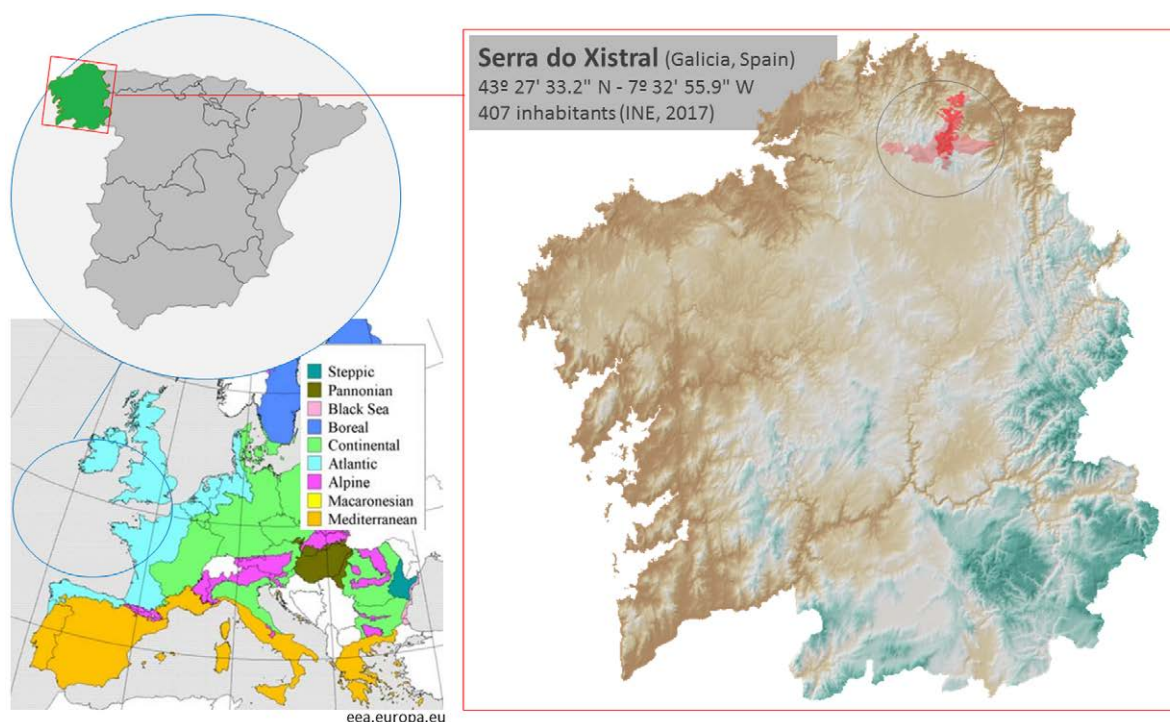 Serra do Xistral (Galicia, Spain)
43º 27' 33.2" N - 7º 32' 55.9" W
407 inhabitants (INE, 2017)
Steppic
Pannonian
Black Sea
Boreal
Continental
Atlantic
Alpine
Macaronesian
Mediterranean
eea.europa.eu